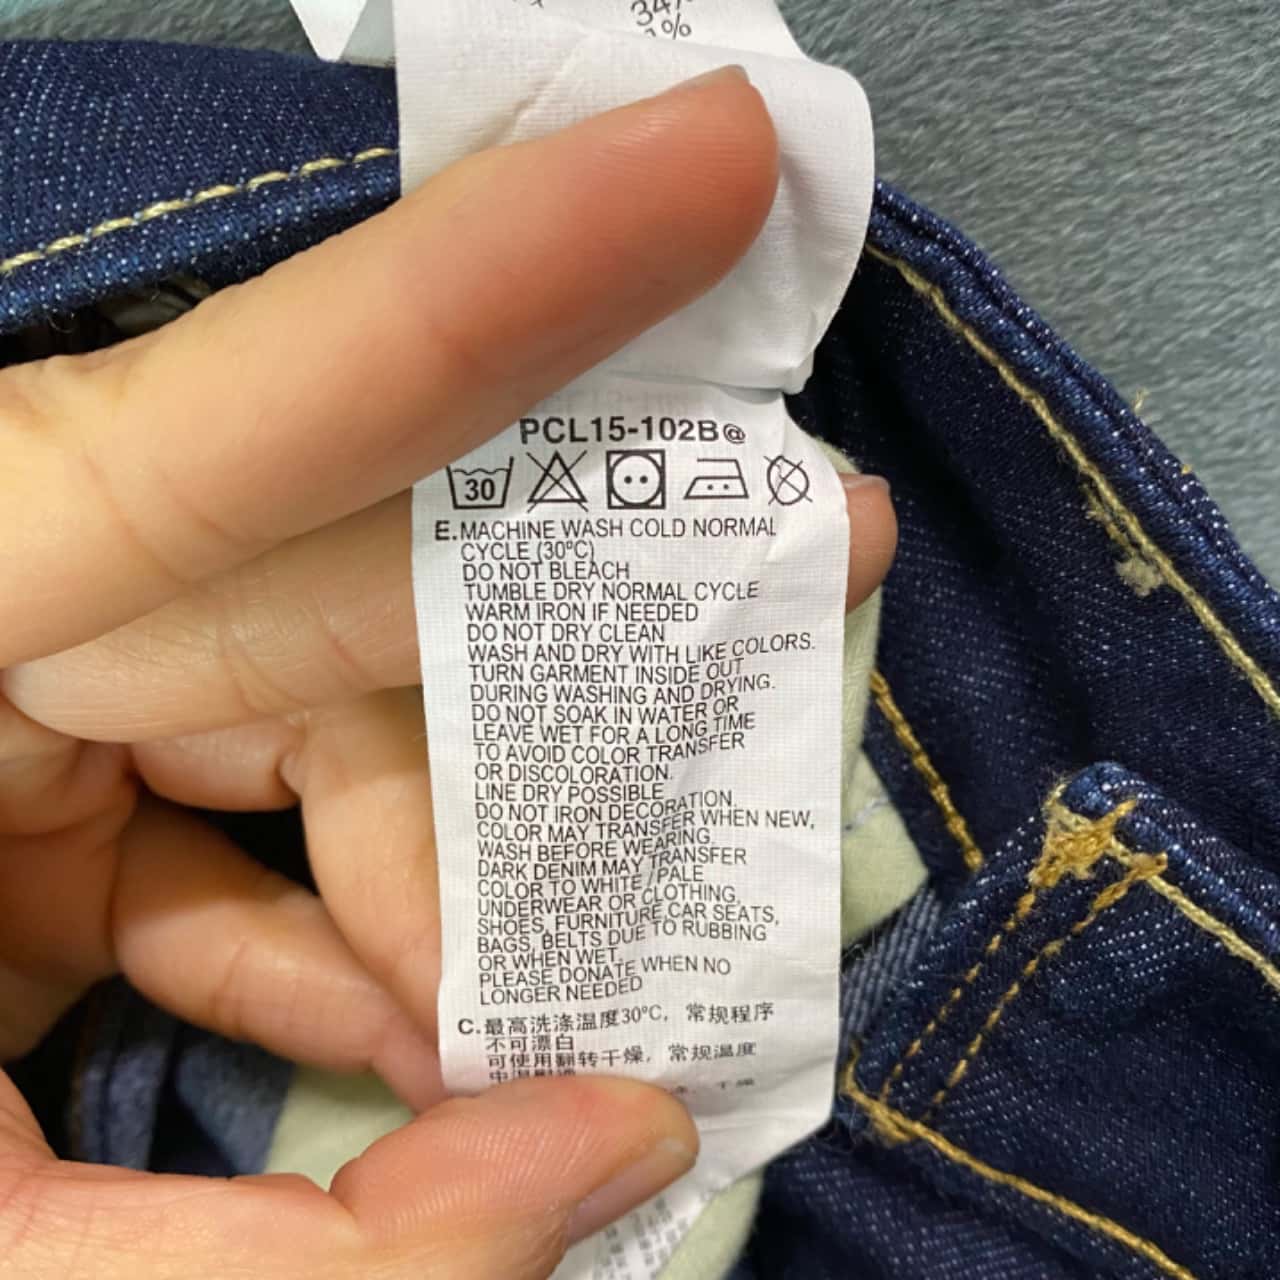 34%
1%
PCL15-102B@
30
E.MACHINE WASH COLD NORMAL
CYCLE (30ºC)
DO NOT BLEACH
TUMBLE DRY NORMAL CYCLE
WARM IRON IF NEEDED
DO NOT DRY CLEAN
WASH AND DRY WITH LIKE COLORS.
TURN GARMENT INSIDE OUT
DURING WASHING AND DRYING.
DO NOT SOAK IN WATER OR
LEAVE WET FOR A LONG TIME
TO AVOID COLOR TRANSFER
OR DISCOLORATION.
LINE DRY POSSIBLE
DO NOT IRON DECORATION.
COLOR MAY TRANSFER WHEN NEW,
WASH BEFORE WEARING.
DARK DENIM MAY TRANSFER
COLOR TO WHITE /PALE
UNDERWEAR OR CLOTHING,
SHOES, FURNITURE,CAR SEATS,
BAGS, BELTS DUE TO RUBBING
OR WHEN WET.
PLEASE DONATE WHEN NO
LONGER NEEDED
C.最高洗涤温度30ºC, 常规程序
不可漂白
可使用翻转干燥, 常规温度